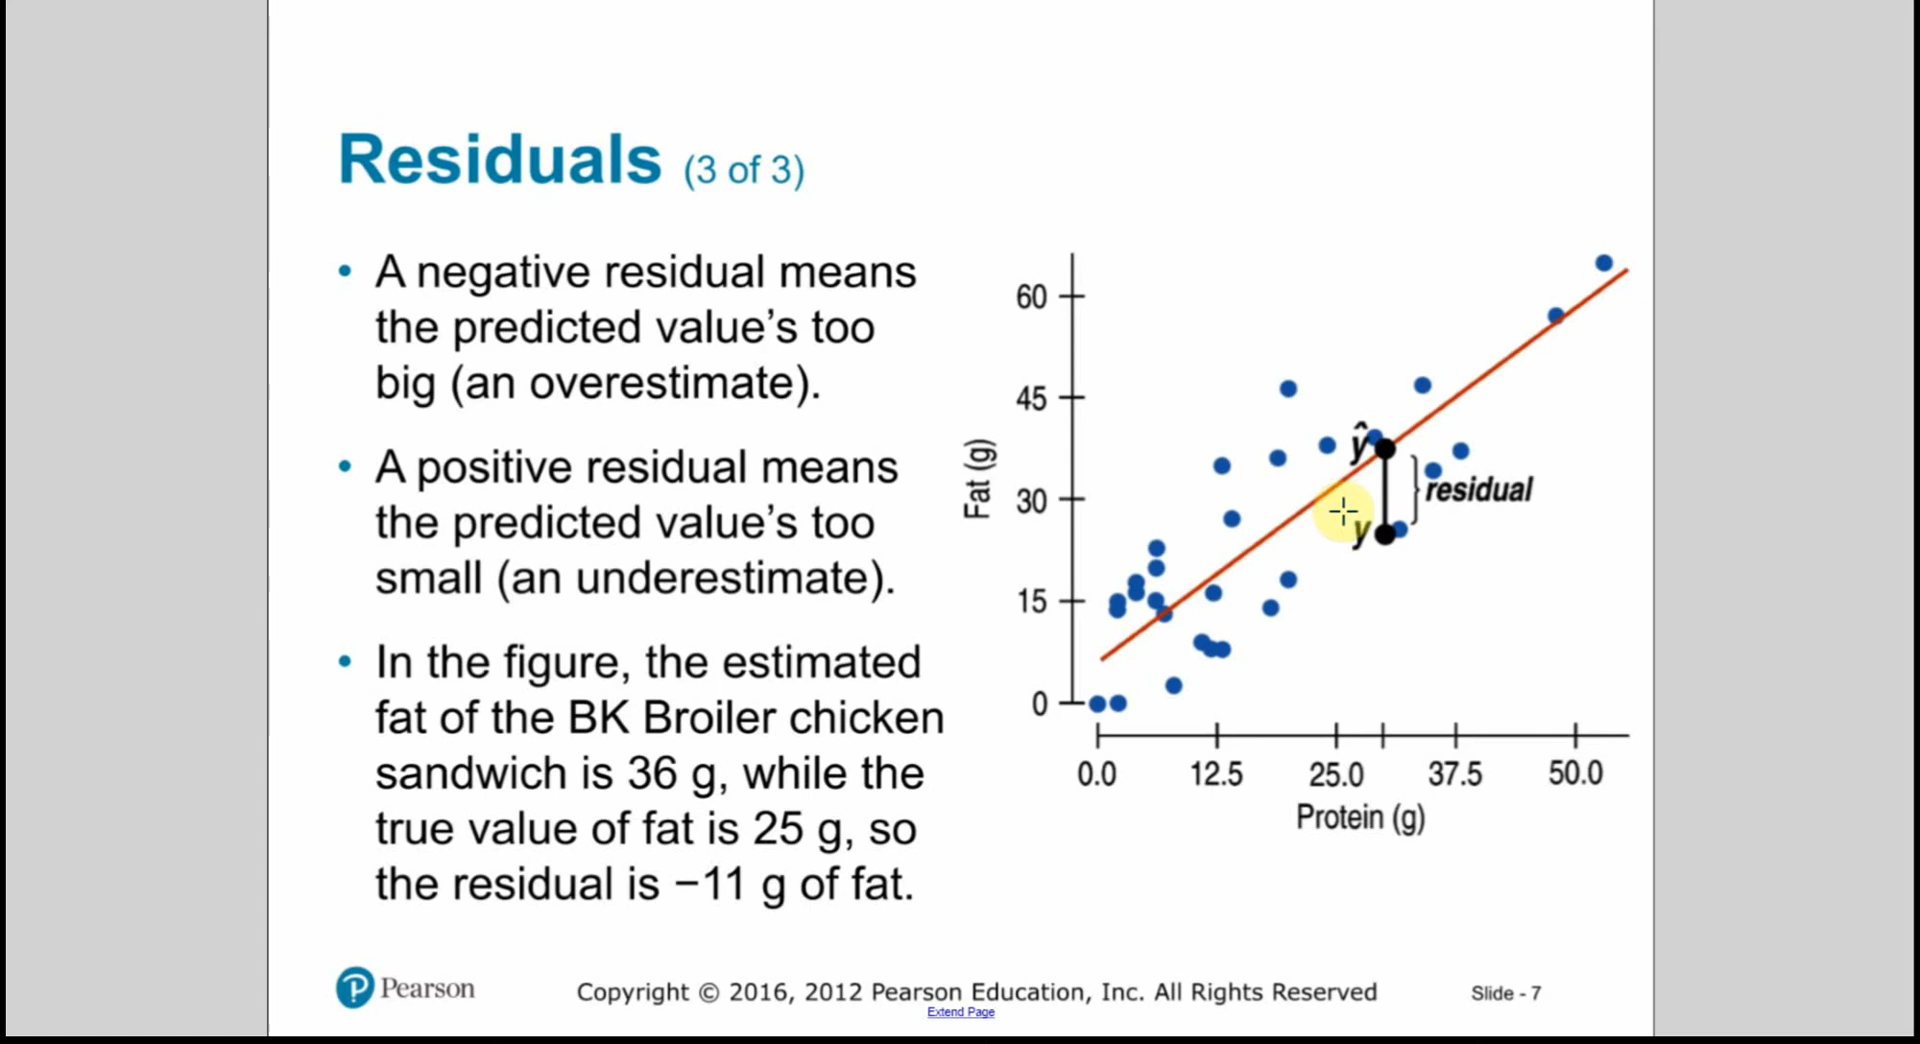 Residuals (3 of 3)
• A negative residual means
the predicted value’s too
big (an overestimate).
• A positive residual means
the predicted value’s too
small (an underestimate).
• In the figure, the estimated
fat of the BK Broiler chicken
sandwich is 36 g, while the
true value of fat is 25 g, so
the residual is −11 g of fat.
60
45
30
15
0
Fat (g)
ŷ
residual
y
0.0 12.5 25.0 37.5 50.0
Protein (g)
P Pearson
Copyright © 2016, 2012 Pearson Education, Inc. All Rights Reserved
Slide - 7
Extend Page